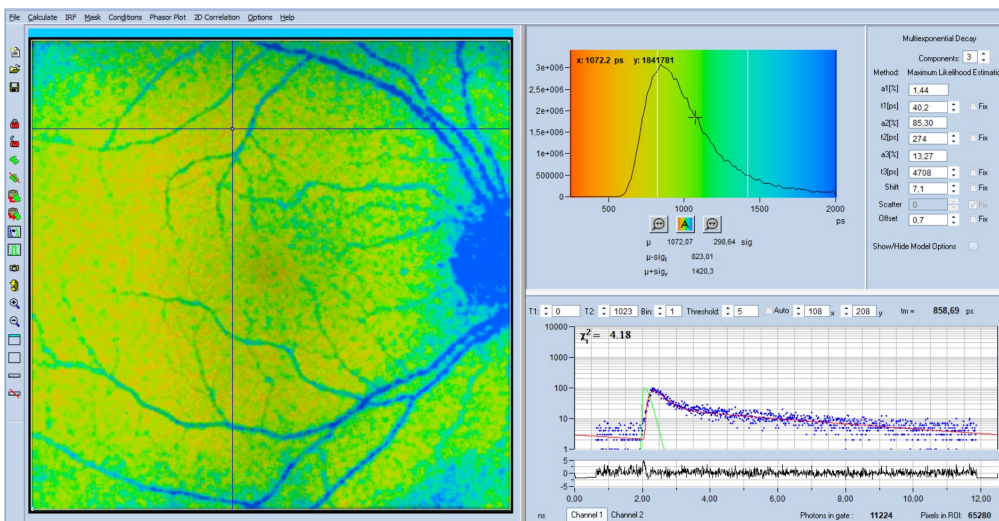 File Calculate IRF Mask Conditions Phasor Plot 2D Correlation Options Help
x: 1072.2 ps y: 1841781
3e+006
2,5e+006
2e+006
1,5e+006
1e+006
500000
0
500 1000 1500 2000
ps
A
μ 1072,07 298,64 sig
μ-sigl 823,01
μ+sigr 1420,3
Multiexponential Decay
Components: 3
Method: Maximum Likelihood Estimatio
a1[%] 1,44
t1[ps] 40,2 Fix
a2[%] 85,30
t2[ps] 274 Fix
a3[%] 13,27
t3[ps] 4708 Fix
Shift 7,1 Fix
Scatter 0 Fix
Offset 0,7 Fix
Show/Hide Model Options
T1: 0 T2: 1023 Bin: 1 Threshold: 5 Auto 108 x 208 y tm = 858,69 ps
χr2 = 4.18
10000
1000
100
10
1
5
0
-5
0,00 2,00 4,00 6,00 8,00 10,00 12,00
ns Channel 1 Channel 2 Photons in gate : 11224 Pixels in ROI: 65280